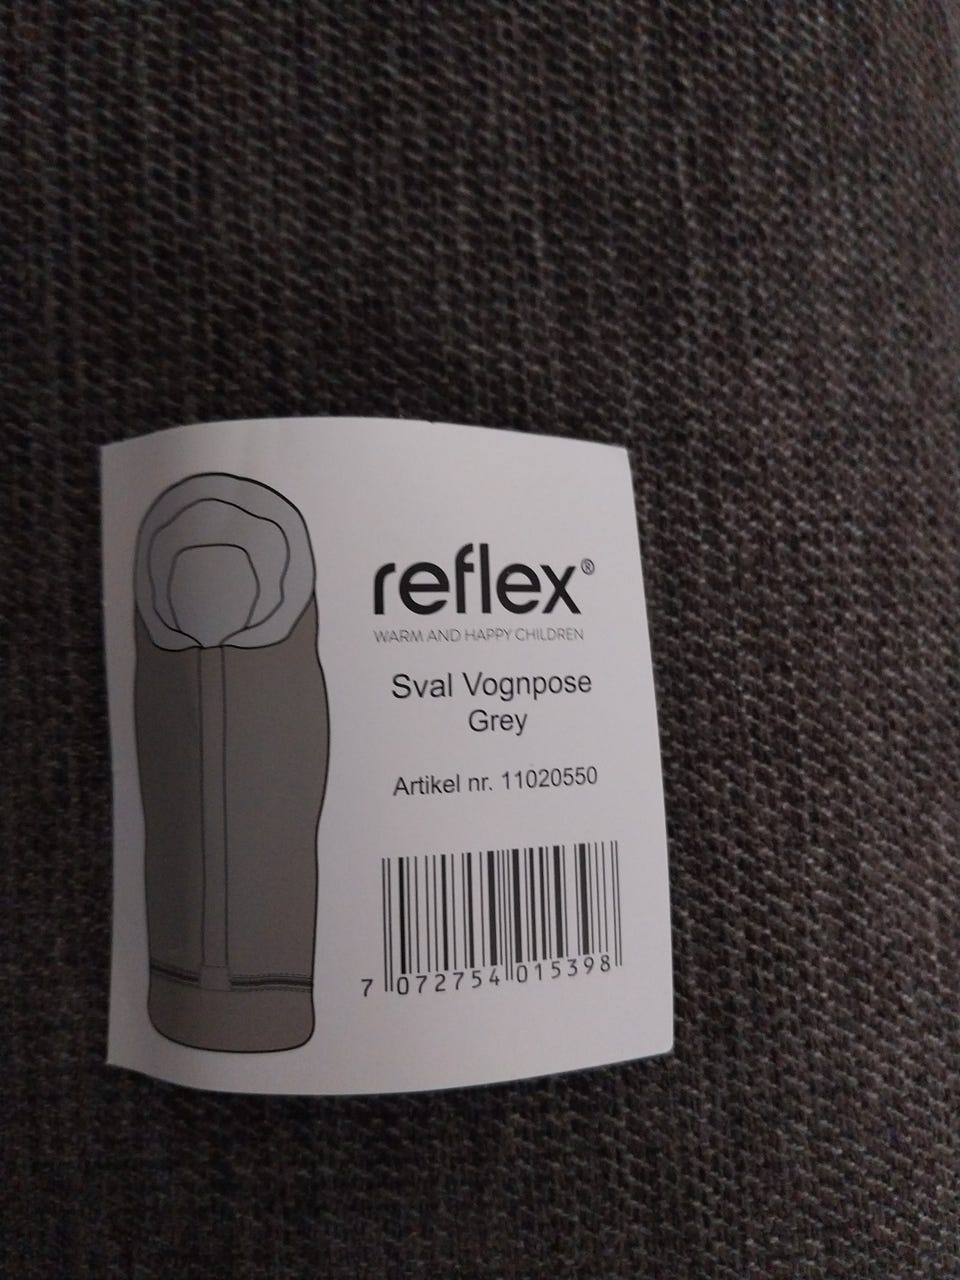 reflex®
WARM AND HAPPY CHILDREN
Sval Vognpose
Grey
Artikel nr. 11020550
7 072754 015398